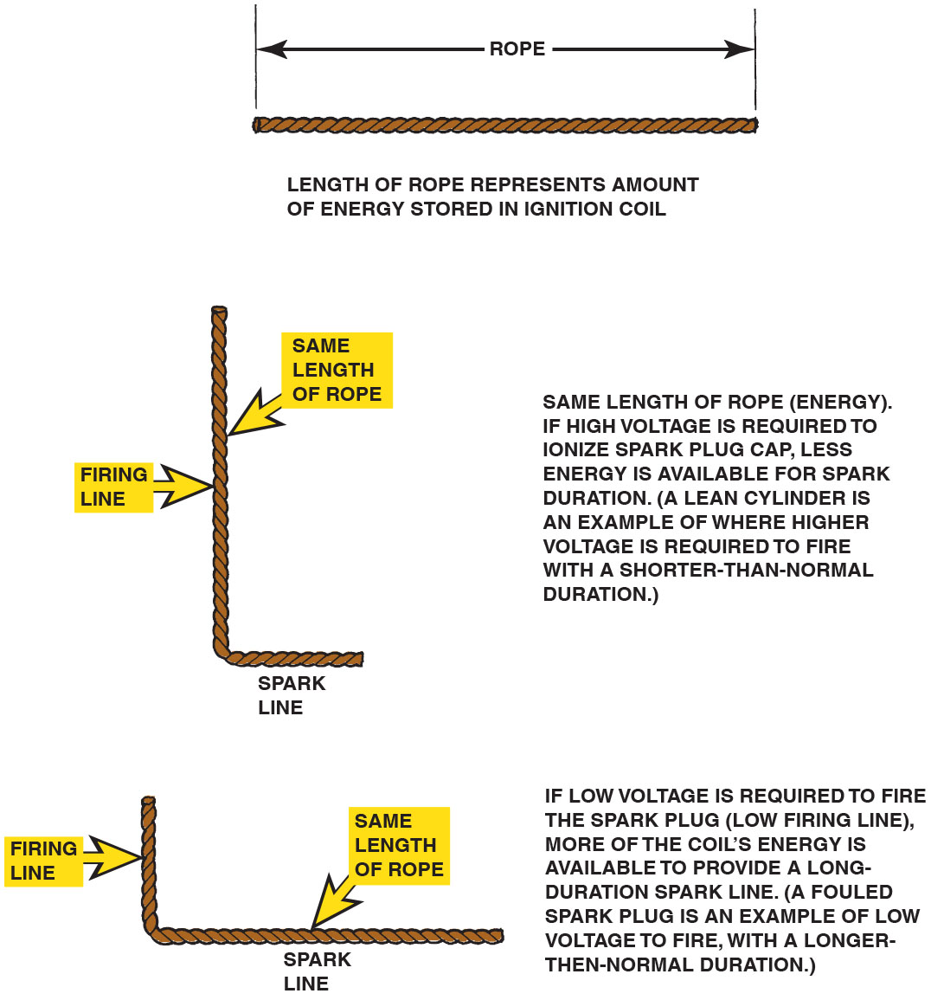 ROPE
LENGTH OF ROPE REPRESENTS AMOUNT
OF ENERGY STORED IN IGNITION COIL
SAME
LENGTH
OF ROPE
FIRING
LINE
SPARK
LINE
SAME LENGTH OF ROPE (ENERGY).
IF HIGH VOLTAGE IS REQUIRED TO
IONIZE SPARK PLUG CAP, LESS
ENERGY IS AVAILABLE FOR SPARK
DURATION. (A LEAN CYLINDER IS
AN EXAMPLE OF WHERE HIGHER
VOLTAGE IS REQUIRED TO FIRE
WITH A SHORTER-THAN-NORMAL
DURATION.)
SAME
LENGTH
OF ROPE
FIRING
LINE
SPARK
LINE
IF LOW VOLTAGE IS REQUIRED TO FIRE
THE SPARK PLUG (LOW FIRING LINE),
MORE OF THE COIL’S ENERGY IS
AVAILABLE TO PROVIDE A LONG-
DURATION SPARK LINE. (A FOULED
SPARK PLUG IS AN EXAMPLE OF LOW
VOLTAGE TO FIRE, WITH A LONGER-
THEN-NORMAL DURATION.)